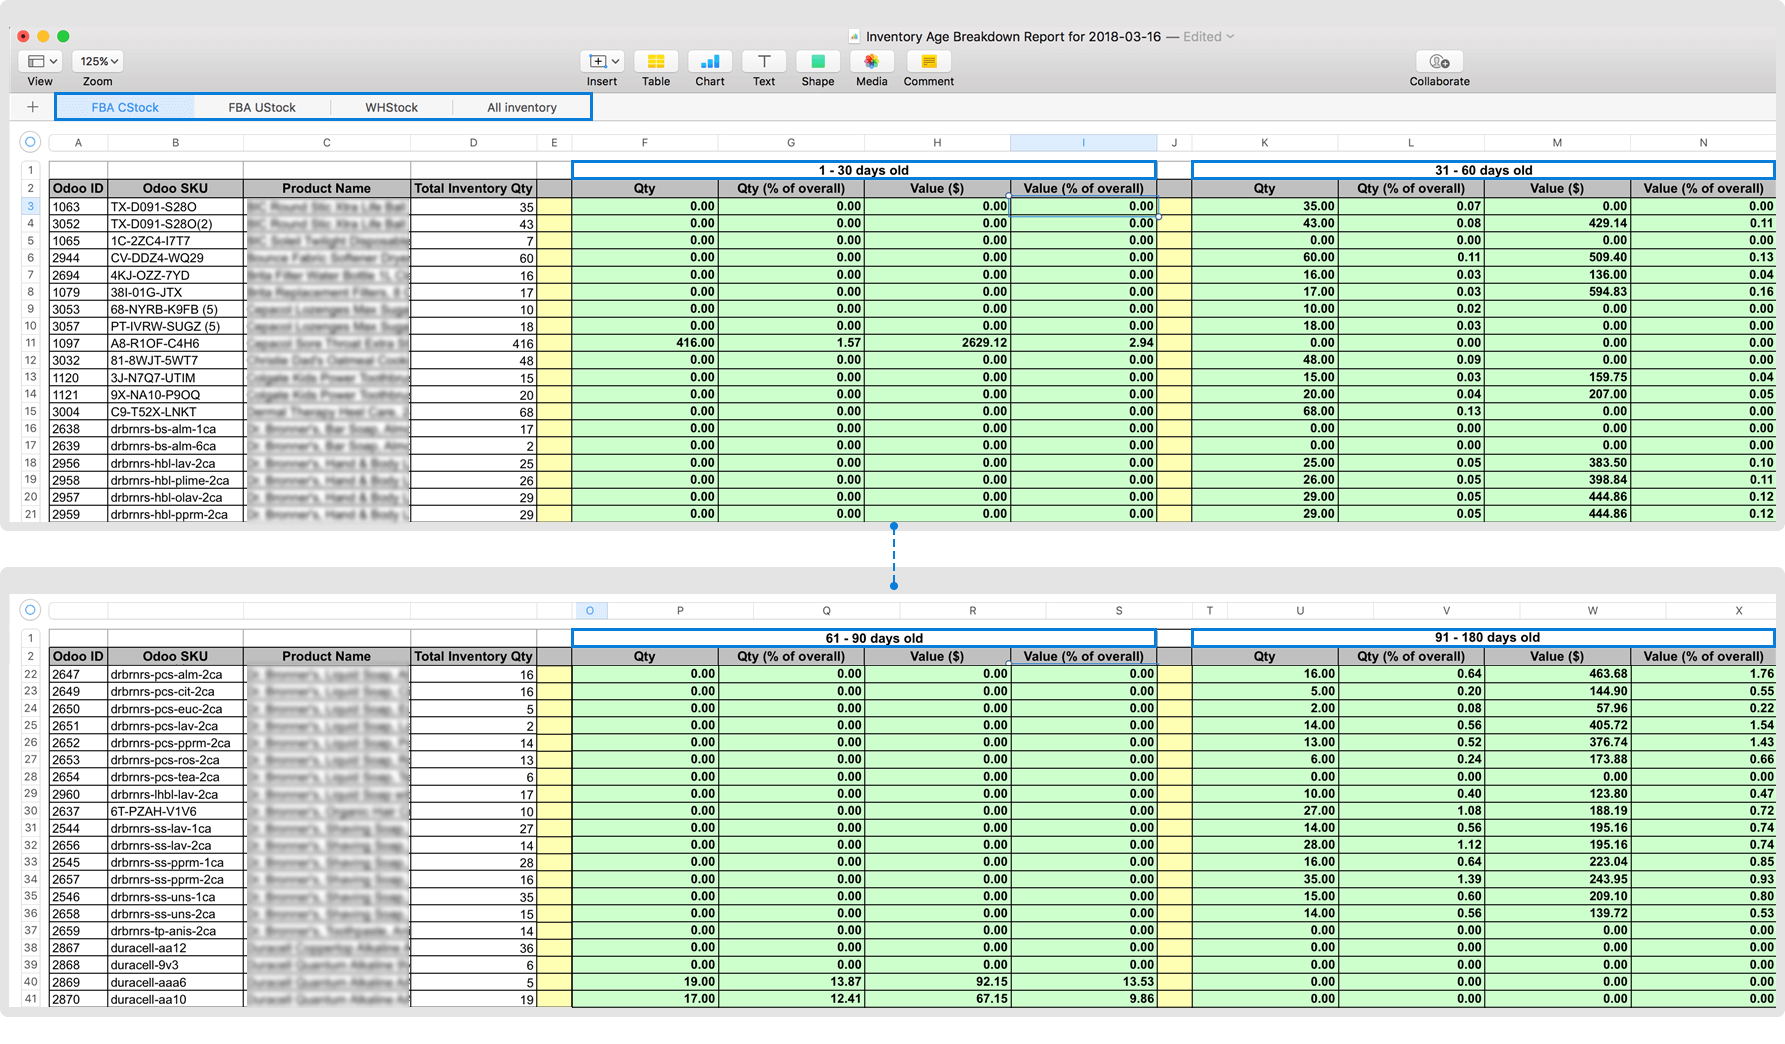 Inventory Age Breakdown Report for 2018-03-16 — Edited
125%
View Zoom Insert Table Chart Text Shape Media Comment Collaborate
+ FBA CStock FBA UStock WHStock All inventory
A B C D E F G H I J K L M N
1 1 - 30 days old 31 - 60 days old
2 Odoo ID Odoo SKU Product Name Total Inventory Qty Qty Qty (% of overall) Value ($) Value (% of overall) Qty Qty (% of overall) Value ($) Value (% of overall)
3 1063 TX-D091-S28O 35 0.00 0.00 0.00 0.00 35.00 0.07 0.00 0.00
4 3052 TX-D091-S28O(2) 43 0.00 0.00 0.00 0.00 43.00 0.08 429.14 0.11
5 1065 1C-2ZC4-I7T7 7 0.00 0.00 0.00 0.00 0.00 0.00 0.00 0.00
6 2944 CV-DDZ4-WQ29 60 0.00 0.00 0.00 0.00 60.00 0.11 509.40 0.13
7 2694 4KJ-OZZ-7YD 16 0.00 0.00 0.00 0.00 16.00 0.03 136.00 0.04
8 1079 38I-01G-JTX 17 0.00 0.00 0.00 0.00 17.00 0.03 594.83 0.16
9 3053 68-NYRB-K9FB (5) 10 0.00 0.00 0.00 0.00 10.00 0.02 0.00 0.00
10 3057 PT-IVRW-SUGZ (5) 18 0.00 0.00 0.00 0.00 18.00 0.03 0.00 0.00
11 1097 A8-R1OF-C4H6 416 416.00 1.57 2629.12 2.94 0.00 0.00 0.00 0.00
12 3032 81-8WJT-5WT7 48 0.00 0.00 0.00 0.00 48.00 0.09 0.00 0.00
13 1120 3J-N7Q7-UTIM 15 0.00 0.00 0.00 0.00 15.00 0.03 159.75 0.04
14 1121 9X-NA10-P9OQ 20 0.00 0.00 0.00 0.00 20.00 0.04 207.00 0.05
15 3004 C9-T52X-LNKT 68 0.00 0.00 0.00 0.00 68.00 0.13 0.00 0.00
16 2638 drbrnrs-bs-alm-1ca 17 0.00 0.00 0.00 0.00 0.00 0.00 0.00 0.00
17 2639 drbrnrs-bs-alm-6ca 2 0.00 0.00 0.00 0.00 0.00 0.00 0.00 0.00
18 2956 drbrnrs-hbl-lav-2ca 25 0.00 0.00 0.00 0.00 25.00 0.05 383.50 0.10
19 2958 drbrnrs-hbl-plime-2ca 26 0.00 0.00 0.00 0.00 26.00 0.05 398.84 0.11
20 2957 drbrnrs-hbl-olav-2ca 29 0.00 0.00 0.00 0.00 29.00 0.05 444.86 0.12
21 2959 drbrnrs-hbl-pprm-2ca 29 0.00 0.00 0.00 0.00 29.00 0.05 444.86 0.12
O P Q R S T U V W X
1 61 - 90 days old 91 - 180 days old
2 Odoo ID Odoo SKU Product Name Total Inventory Qty Qty Qty (% of overall) Value ($) Value (% of overall) Qty Qty (% of overall) Value ($) Value (% of overall)
22 2647 drbrnrs-pcs-alm-2ca 16 0.00 0.00 0.00 0.00 16.00 0.64 463.68 1.76
23 2649 drbrnrs-pcs-cit-2ca 16 0.00 0.00 0.00 0.00 5.00 0.20 144.90 0.55
24 2650 drbrnrs-pcs-euc-2ca 5 0.00 0.00 0.00 0.00 2.00 0.08 57.96 0.22
25 2651 drbrnrs-pcs-lav-2ca 2 0.00 0.00 0.00 0.00 14.00 0.56 405.72 1.54
26 2652 drbrnrs-pcs-pprm-2ca 14 0.00 0.00 0.00 0.00 13.00 0.52 376.74 1.43
27 2653 drbrnrs-pcs-ros-2ca 13 0.00 0.00 0.00 0.00 6.00 0.24 173.88 0.66
28 2654 drbrnrs-pcs-tea-2ca 6 0.00 0.00 0.00 0.00 0.00 0.00 0.00 0.00
29 2960 drbrnrs-lhbl-lav-2ca 17 0.00 0.00 0.00 0.00 10.00 0.40 123.80 0.47
30 2637 6T-PZAH-V1V6 10 0.00 0.00 0.00 0.00 27.00 1.08 188.19 0.72
31 2544 drbrnrs-ss-lav-1ca 27 0.00 0.00 0.00 0.00 14.00 0.56 195.16 0.74
32 2656 drbrnrs-ss-lav-2ca 14 0.00 0.00 0.00 0.00 28.00 1.12 195.16 0.74
33 2545 drbrnrs-ss-pprm-1ca 28 0.00 0.00 0.00 0.00 16.00 0.64 223.04 0.85
34 2657 drbrnrs-ss-pprm-2ca 16 0.00 0.00 0.00 0.00 35.00 1.39 243.95 0.93
35 2546 drbrnrs-ss-uns-1ca 35 0.00 0.00 0.00 0.00 15.00 0.60 209.10 0.80
36 2658 drbrnrs-ss-uns-2ca 15 0.00 0.00 0.00 0.00 14.00 0.56 139.72 0.53
37 2659 drbrnrs-tp-anis-2ca 14 0.00 0.00 0.00 0.00 0.00 0.00 0.00 0.00
38 2867 duracell-aa12 36 0.00 0.00 0.00 0.00 0.00 0.00 0.00 0.00
39 2868 duracell-9v3 6 0.00 0.00 0.00 0.00 0.00 0.00 0.00 0.00
40 2869 duracell-aaa6 5 19.00 13.87 92.15 13.53 0.00 0.00 0.00 0.00
41 2870 duracell-aa10 19 17.00 12.41 67.15 9.86 0.00 0.00 0.00 0.00